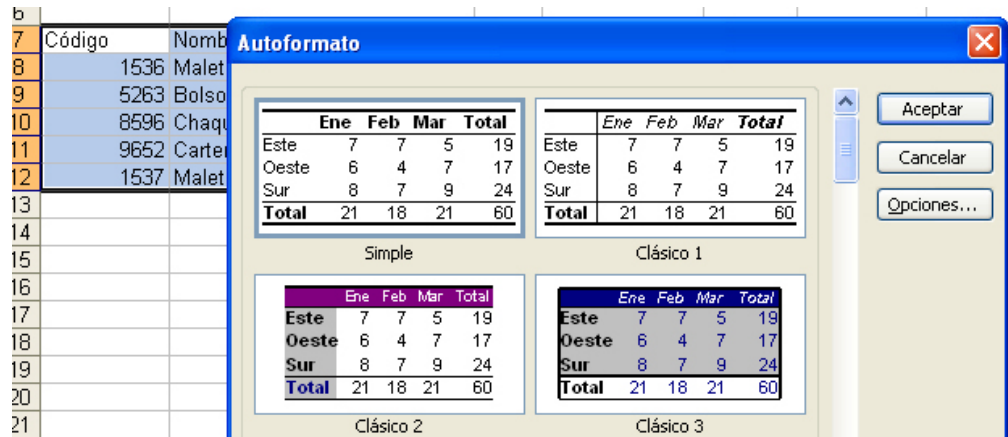 6
7 Código Nomb
8 1536 Malet
9 5263 Bolso
10 8596 Chaqu
11 9652 Carter
12 1537 Malet
13
14
15
16
17
18
19
20
21
Autoformato
Ene Feb Mar Total
Este 7 7 5 19
Oeste 6 4 7 17
Sur 8 7 9 24
Total 21 18 21 60
Simple
Ene Feb Mar Total
Este 7 7 5 19
Oeste 6 4 7 17
Sur 8 7 9 24
Total 21 18 21 60
Clásico 1
Ene Feb Mar Total
Este 7 7 5 19
Oeste 6 4 7 17
Sur 8 7 9 24
Total 21 18 21 60
Clásico 2
Ene Feb Mar Total
Este 7 7 5 19
Oeste 6 4 7 17
Sur 8 7 9 24
Total 21 18 21 60
Clásico 3
Aceptar
Cancelar
Opciones...